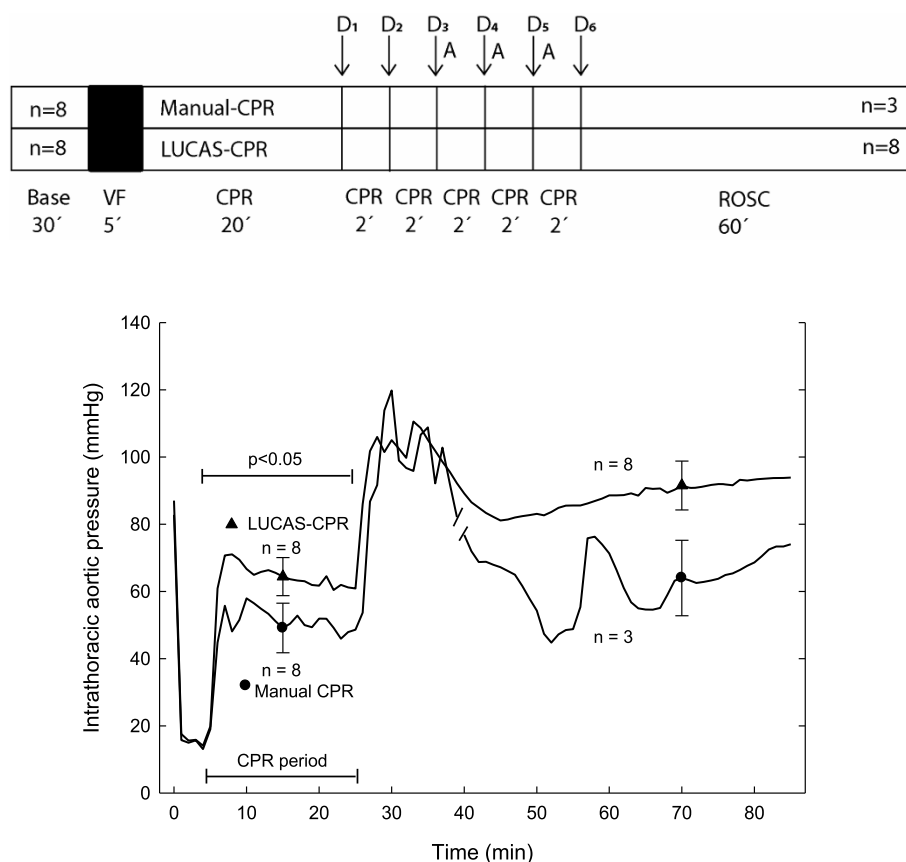 D₁ D₂ D₃ D₄ D₅ D₆
A A A
n=8 Manual-CPR n=3
n=8 LUCAS-CPR n=8
Base VF CPR CPR CPR CPR CPR CPR ROSC
30´ 5´ 20´ 2´ 2´ 2´ 2´ 2´ 60´
140
120
100
80
60
40
20
0
Intrathoracic aortic pressure (mmHg)
p<0.05
LUCAS-CPR
n = 8
n = 8
Manual CPR
CPR period
n = 8
n = 3
0 10 20 30 40 50 60 70 80
Time (min)